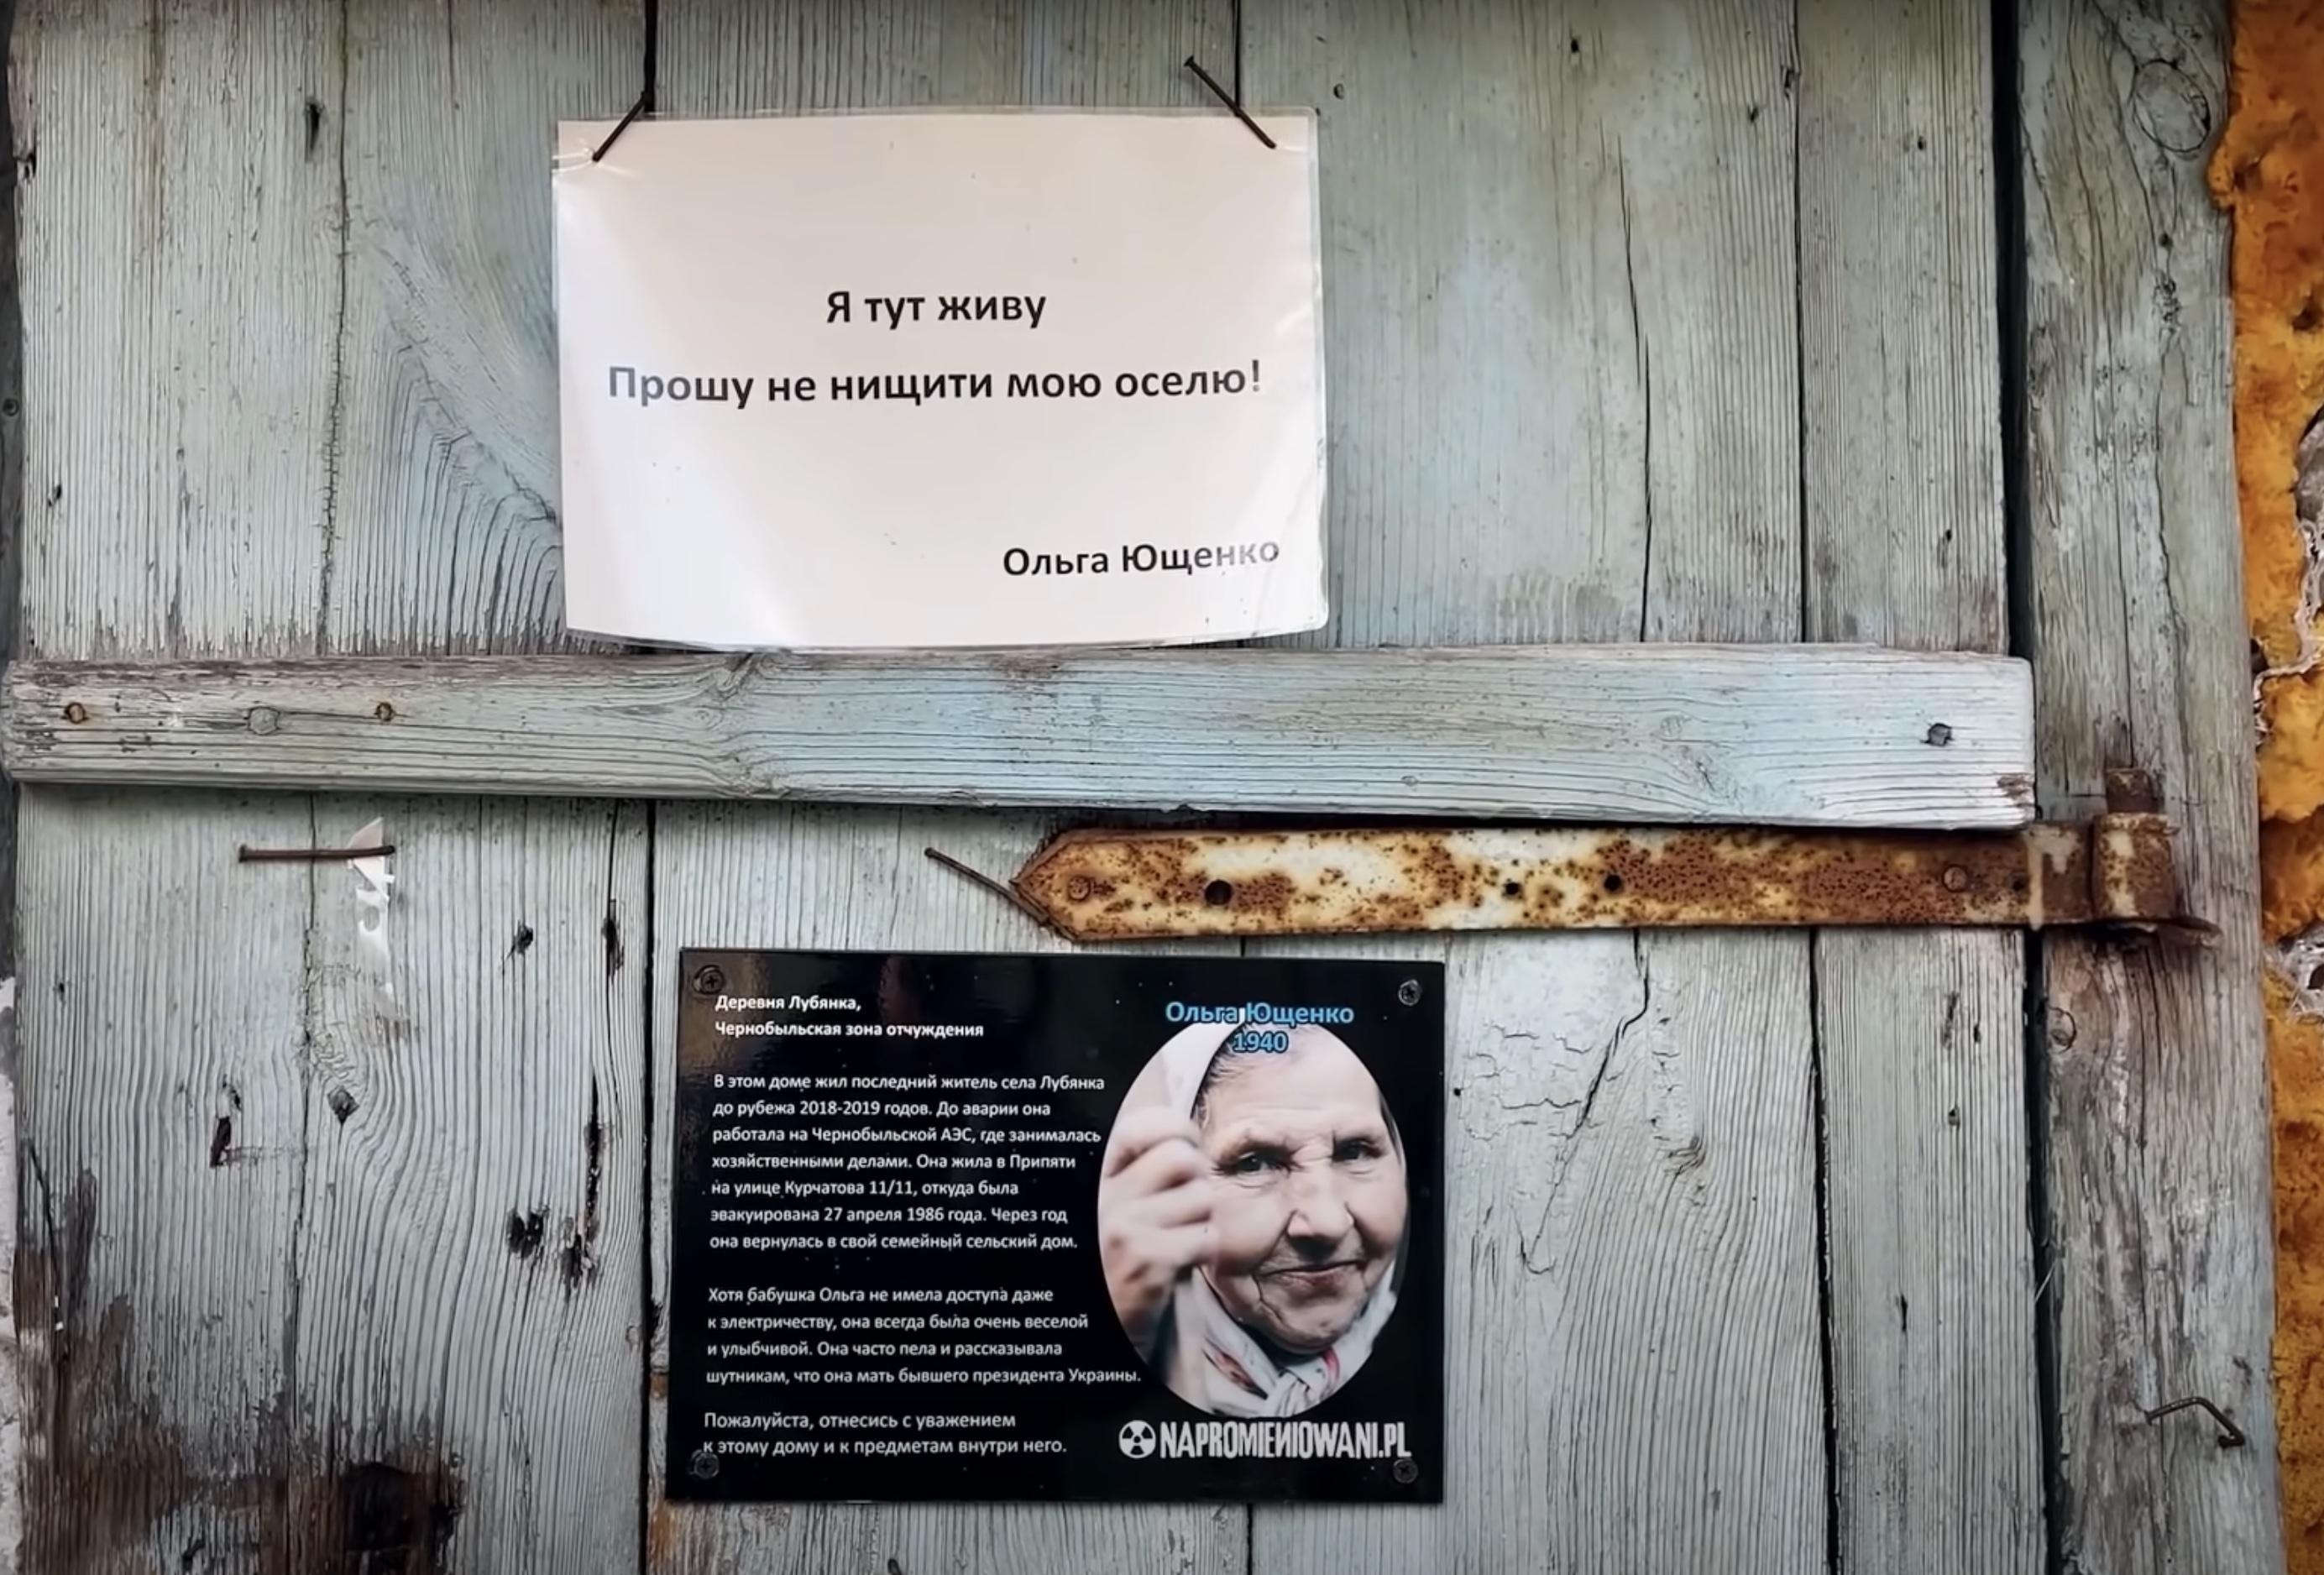 Я тут живу
Прошу не нищити мою оселю!
Ольга Ющенко
Деревня Лубянка,
Чернобыльская зона отчуждения
Ольга Ющенко
1940
В этом доме жил последний житель села Лубянка
до рубежа 2018-2019 годов. До аварии она
работала на Чернобыльской АЭС, где занималась
хозяйственными делами. Она жила в Припяти
на улице Курчатова 11/11, откуда была
эвакуирована 27 апреля 1986 года. Через год
она вернулась в свой семейный сельский дом.
Хотя бабушка Ольга не имела доступа даже
к электричеству, она всегда была очень веселой
и улыбчивой. Она часто пела и рассказывала
шутникам, что она мать бывшего президента Украины.
Пожалуйста, отнесись с уважением
к этому дому и к предметам внутри него.
NAPROMIENIOWANI.PL